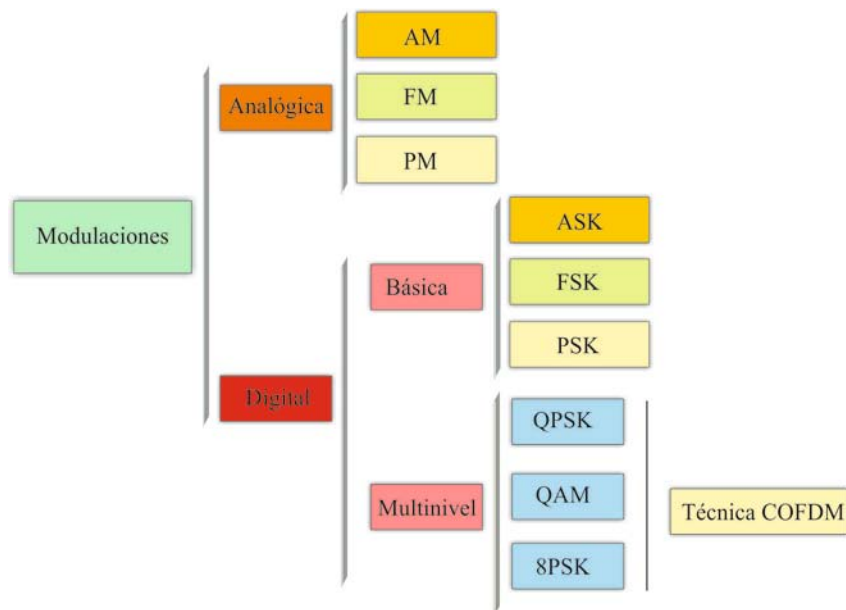 Modulaciones
Analógica
AM
FM
PM
Digital
Básica
ASK
FSK
PSK
Multinivel
QPSK
QAM
8PSK
Técnica COFDM